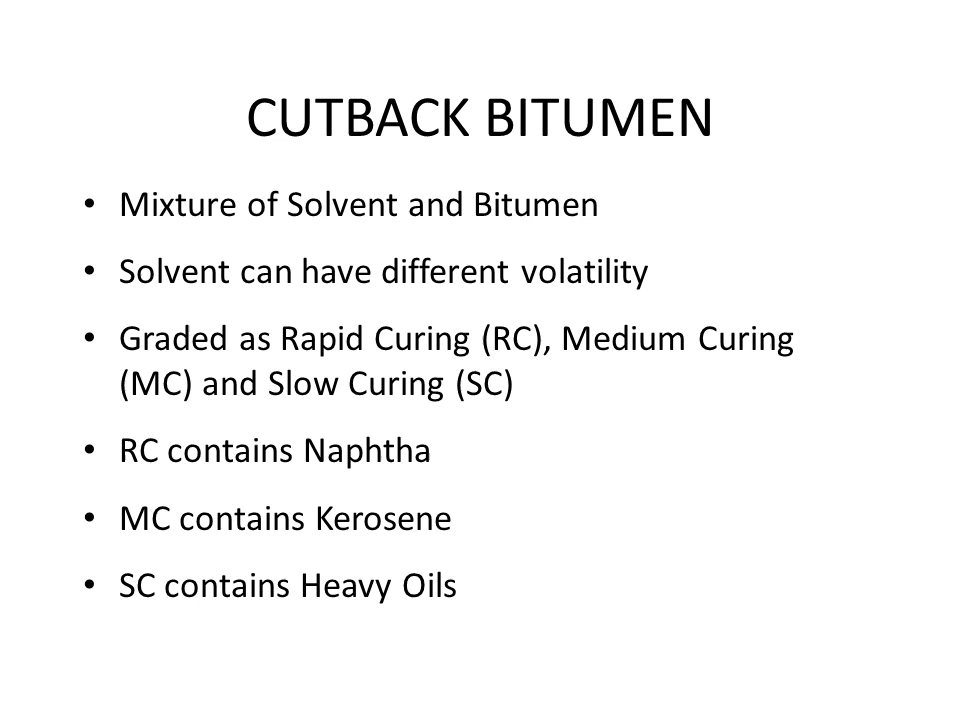 CUTBACK BITUMEN
• Mixture of Solvent and Bitumen
• Solvent can have different volatility
• Graded as Rapid Curing (RC), Medium Curing
(MC) and Slow Curing (SC)
• RC contains Naphtha
• MC contains Kerosene
• SC contains Heavy Oils